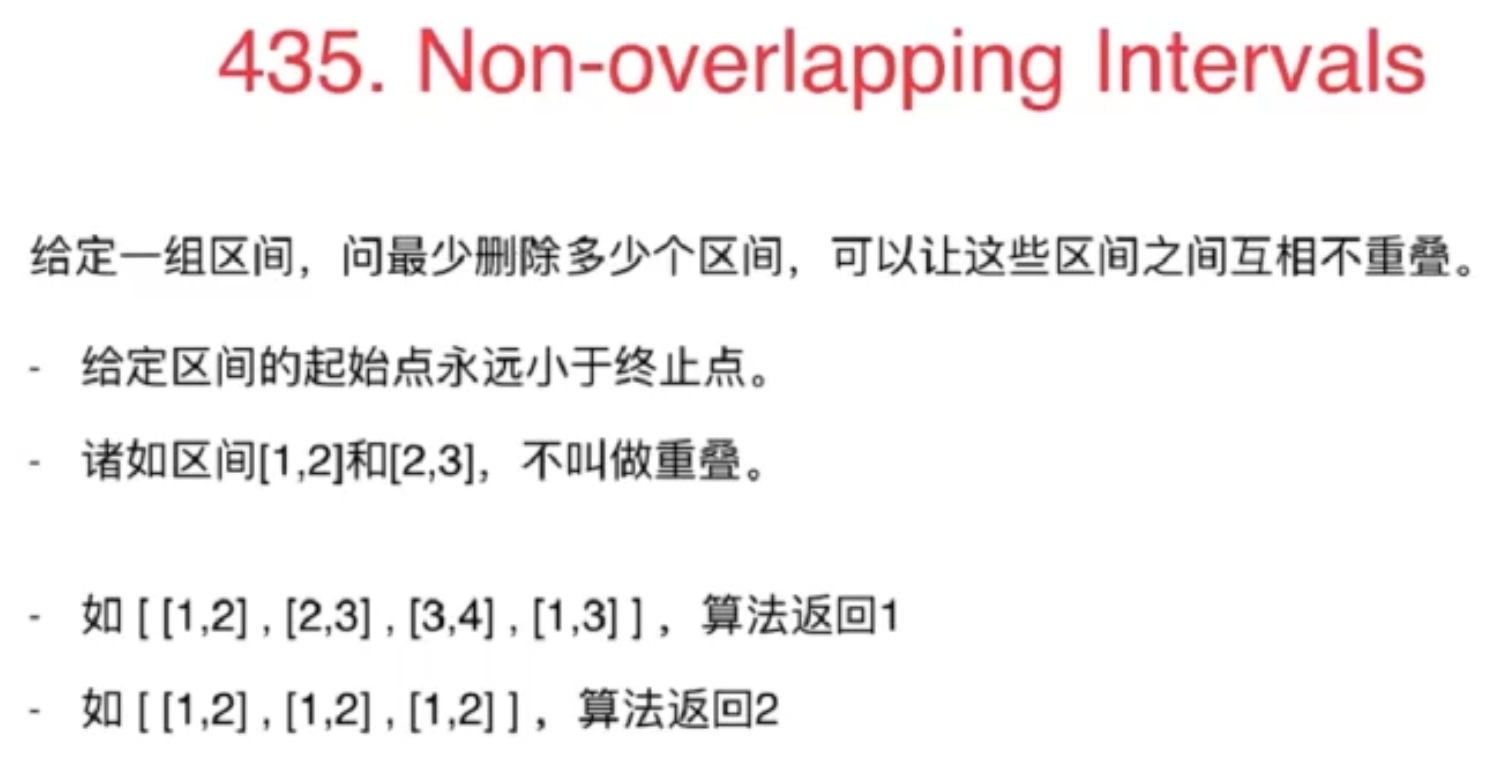 435. Non-overlapping Intervals
给定一组区间，问最少删除多少个区间，可以让这些区间之间互相不重叠。
- 给定区间的起始点永远小于终止点。
- 诸如区间[1,2]和[2,3]，不叫做重叠。
- 如 [ [1,2] , [2,3] , [3,4] , [1,3] ] ，算法返回1
- 如 [ [1,2] , [1,2] , [1,2] ] ，算法返回2